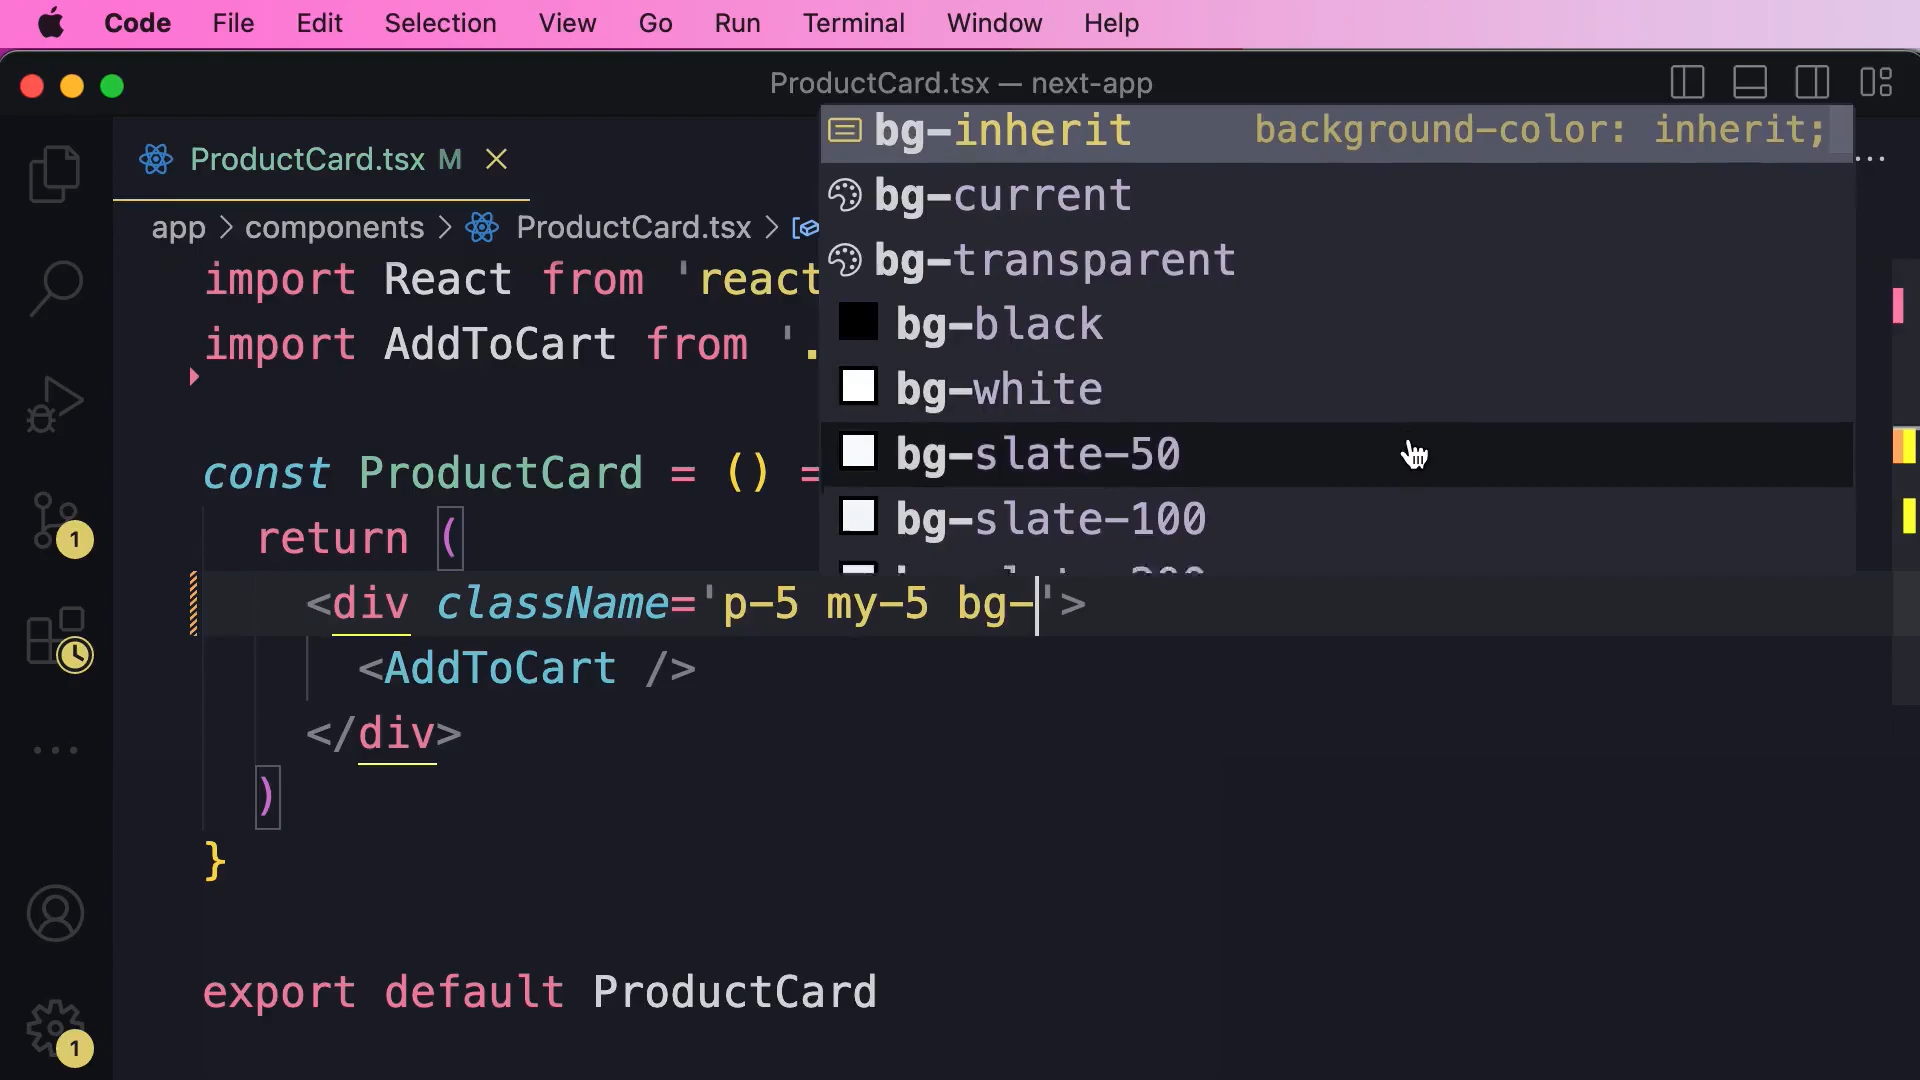 Code File Edit Selection View Go Run Terminal Window Help
ProductCard.tsx — next-app
ProductCard.tsx M
app > components > ProductCard.tsx >
bg-inherit background-color: inherit;
bg-current
bg-transparent
bg-black
bg-white
bg-slate-50
bg-slate-100
import React from 'react
import AddToCart from '.
const ProductCard = () =
return (
<div className='p-5 my-5 bg-'>
<AddToCart />
</div>
)
}
export default ProductCard
1
1